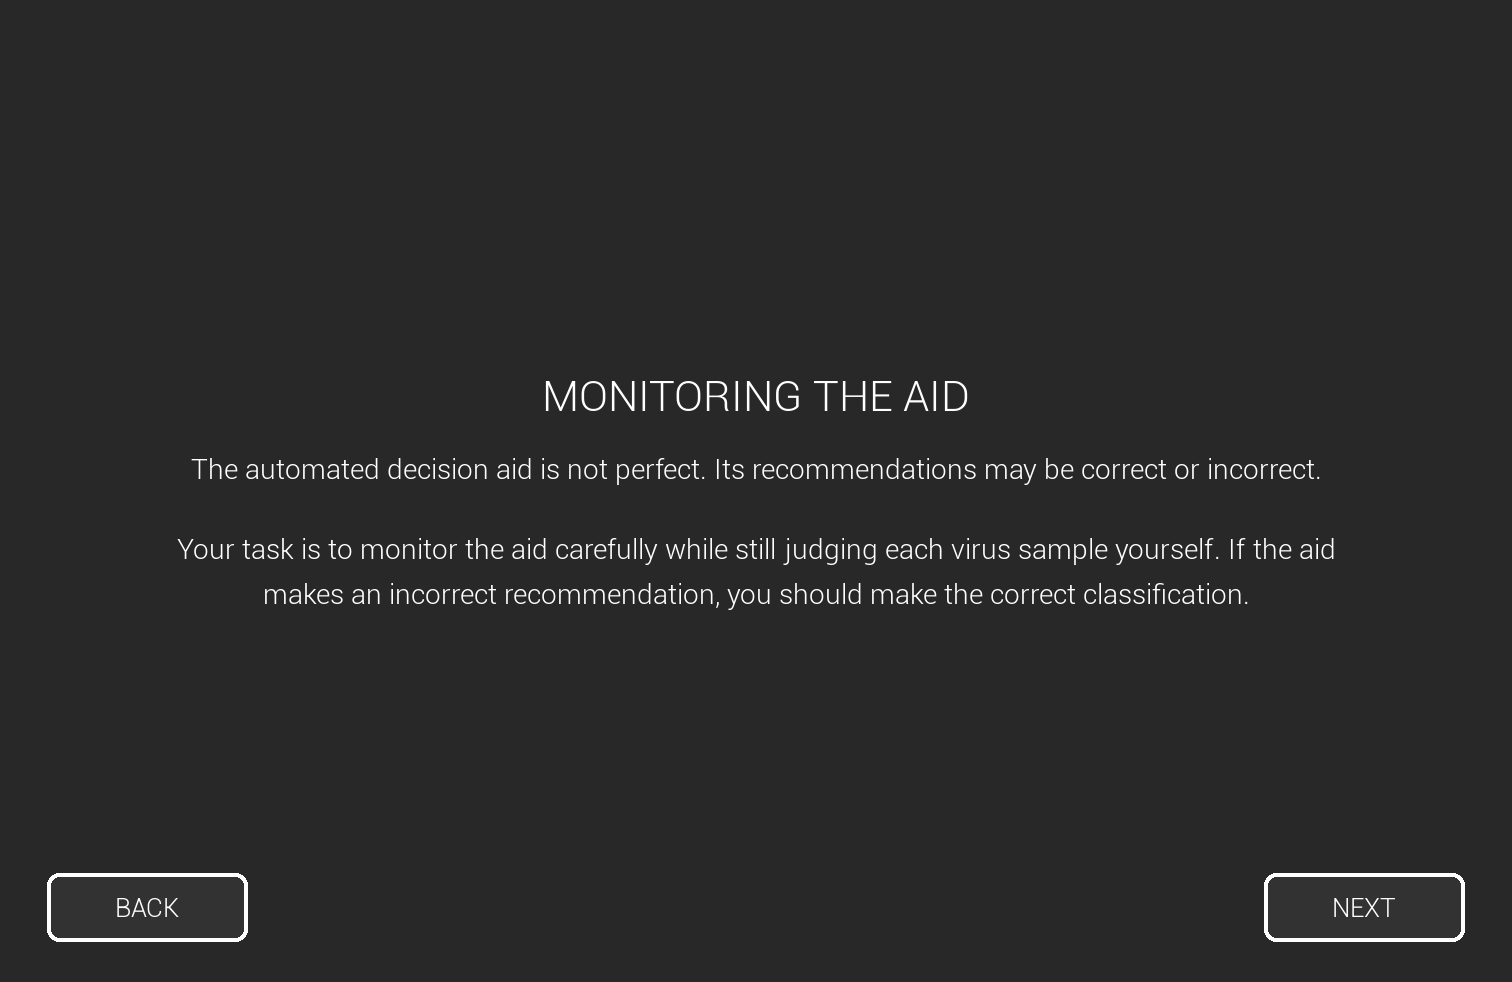 MONITORING THE AID
The automated decision aid is not perfect. Its recommendations may be correct or incorrect.
Your task is to monitor the aid carefully while still judging each virus sample yourself. If the aid
makes an incorrect recommendation, you should make the correct classification.
BACK
NEXT